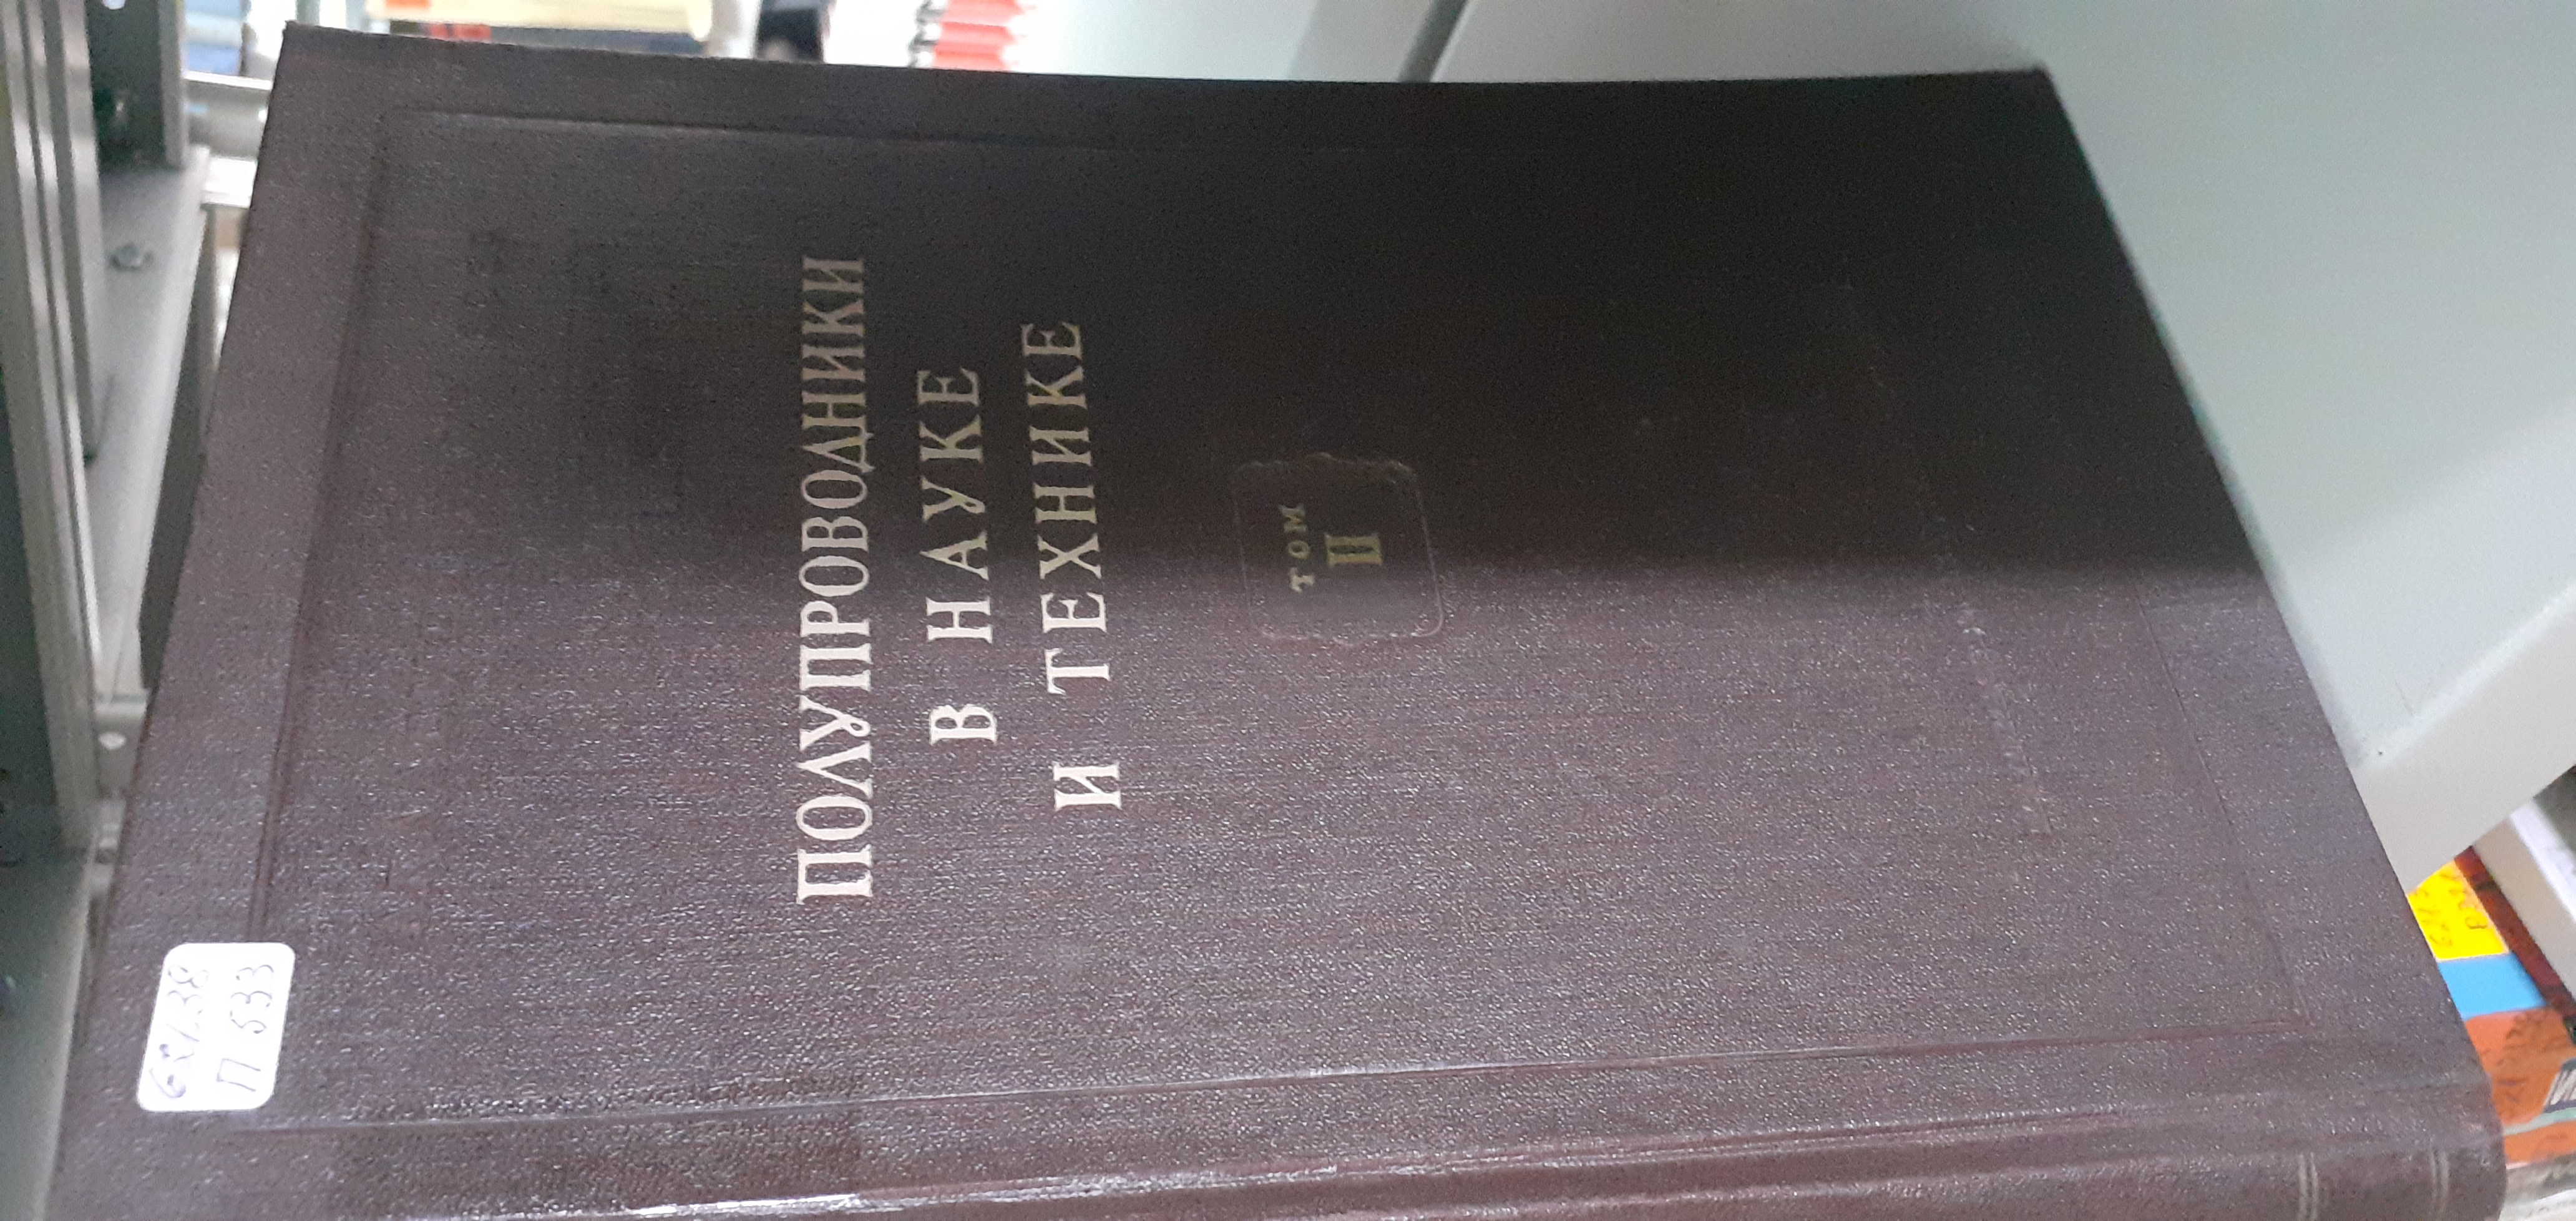 ПОЛУПРОВОДНИКИ
В НАУКЕ
И ТЕХНИКЕ
ТОМ
II
П 533